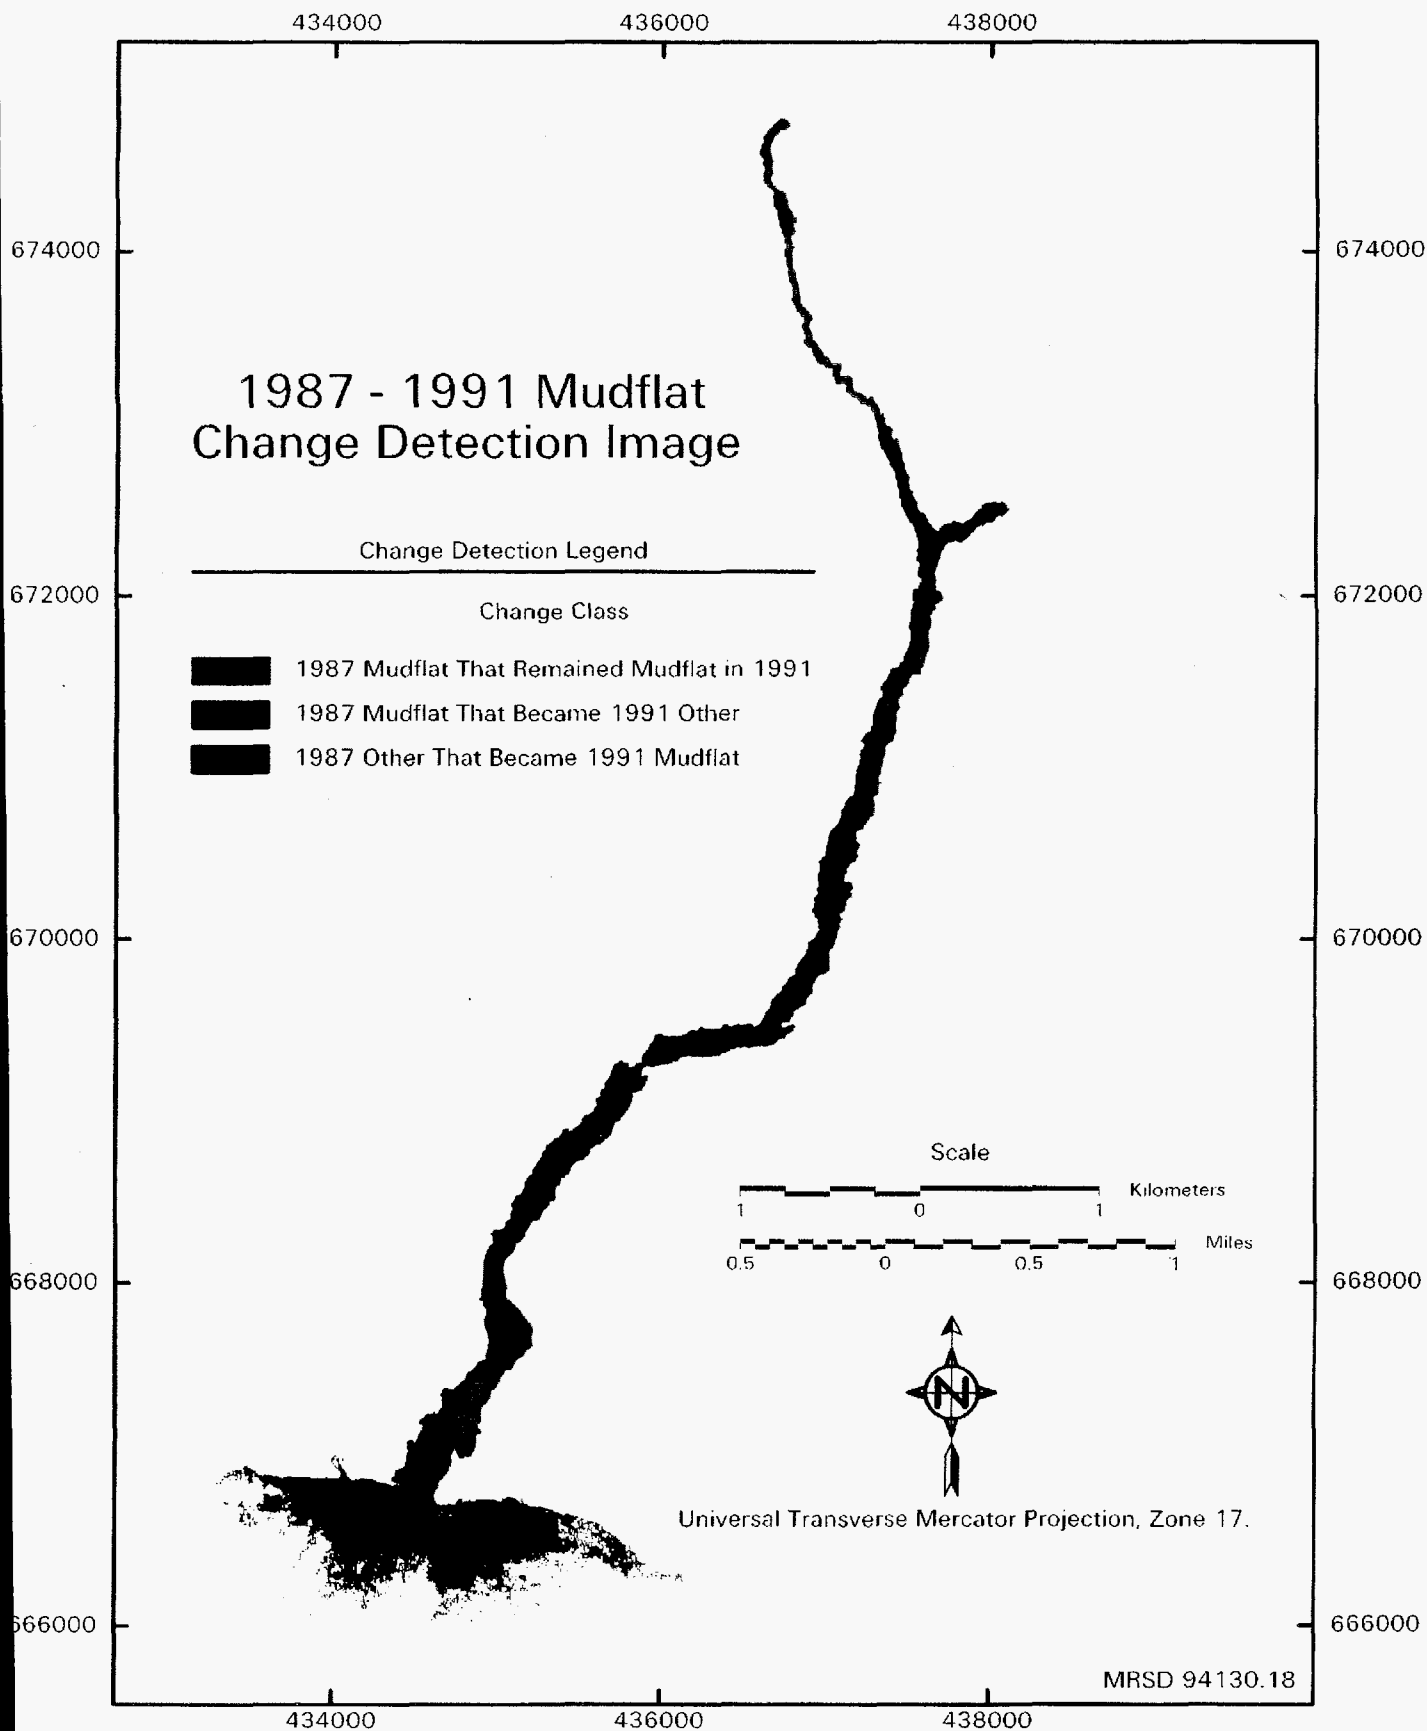 434000 436000 438000
674000 674000
1987 - 1991 Mudflat
Change Detection Image
Change Detection Legend
672000 672000
Change Class
1987 Mudflat That Remained Mudflat in 1991
1987 Mudflat That Became 1991 Other
1987 Other That Became 1991 Mudflat
670000 670000
Scale
Kilometers
1 0 1
Miles
0.5 0 0.5 1
668000 668000
N
Universal Transverse Mercator Projection, Zone 17.
666000 666000
MRSD 94130.18
434000 436000 438000